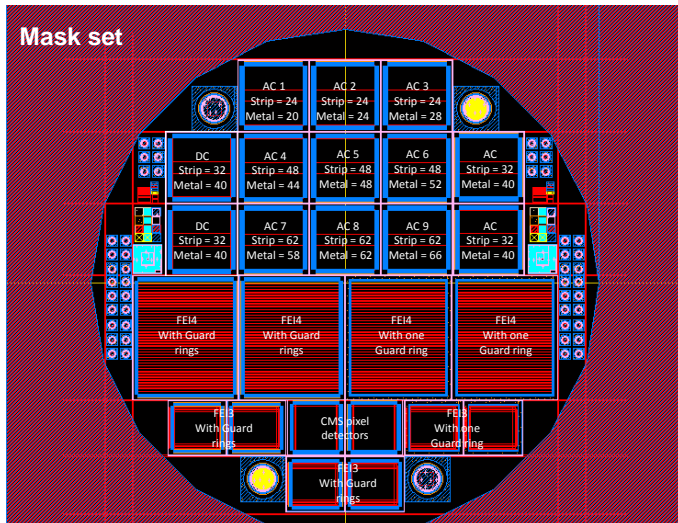 Mask set
AC 1
Strip = 24
Metal = 20
AC 2
Strip = 24
Metal = 24
AC 3
Strip = 24
Metal = 28
DC
Strip = 32
Metal = 40
AC 4
Strip = 48
Metal = 44
AC 5
Strip = 48
Metal = 48
AC 6
Strip = 48
Metal = 52
AC
Strip = 32
Metal = 40
DC
Strip = 32
Metal = 40
AC 7
Strip = 62
Metal = 58
AC 8
Strip = 62
Metal = 62
AC 9
Strip = 62
Metal = 66
AC
Strip = 32
Metal = 40
FEI4
With Guard
rings
FEI4
With Guard
rings
FEI4
With one
Guard ring
FEI4
With one
Guard ring
FEI3
With Guard
rings
CMS pixel
detectors
FEI3
With one
Guard ring
FEI3
With Guard
rings